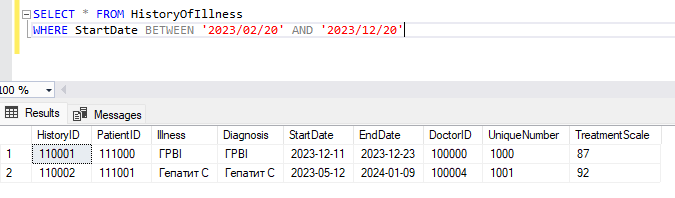 SELECT * FROM HistoryOfIllness
WHERE StartDate BETWEEN '2023/02/20' AND '2023/12/20'
100 %
Results Messages
HistoryID PatientID Illness Diagnosis StartDate EndDate DoctorID UniqueNumber TreatmentScale
1 110001 111000 ГРВІ ГРВІ 2023-12-11 2023-12-23 100000 1000 87
2 110002 111001 Гепатит С Гепатит С 2023-05-12 2024-01-09 100004 1001 92